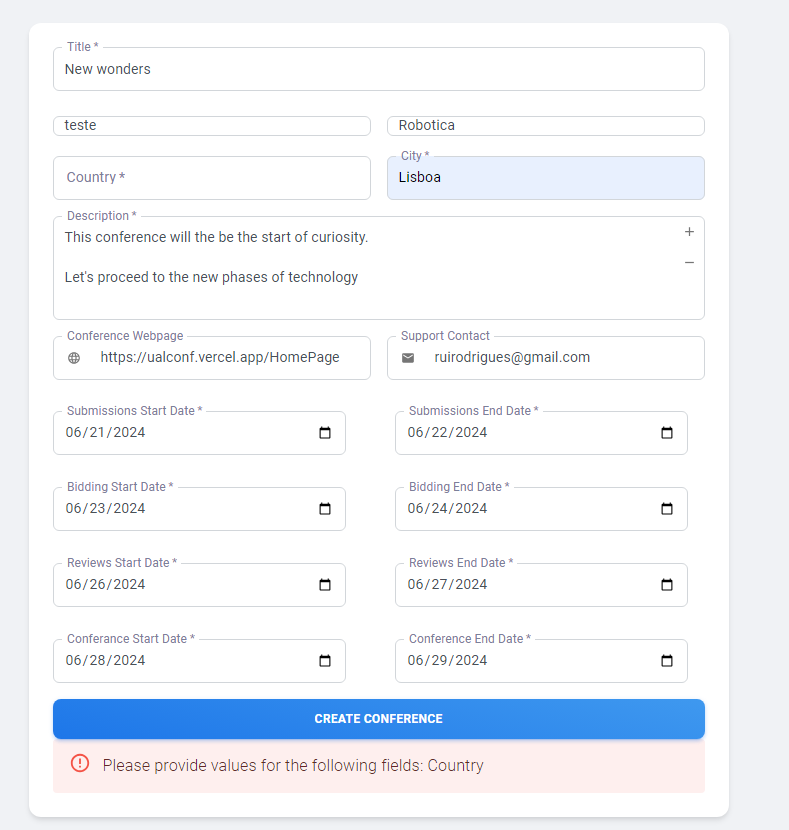 Title *
New wonders
teste
Robotica
Country *
City *
Lisboa
Description *
This conference will the be the start of curiosity.
Let's proceed to the new phases of technology
Conference Webpage
https://ualconf.vercel.app/HomePage
Support Contact
ruirodrigues@gmail.com
Submissions Start Date *
06/21/2024
Submissions End Date *
06/22/2024
Bidding Start Date *
06/23/2024
Bidding End Date *
06/24/2024
Reviews Start Date *
06/26/2024
Reviews End Date *
06/27/2024
Conferance Start Date *
06/28/2024
Conference End Date *
06/29/2024
CREATE CONFERENCE
Please provide values for the following fields: Country